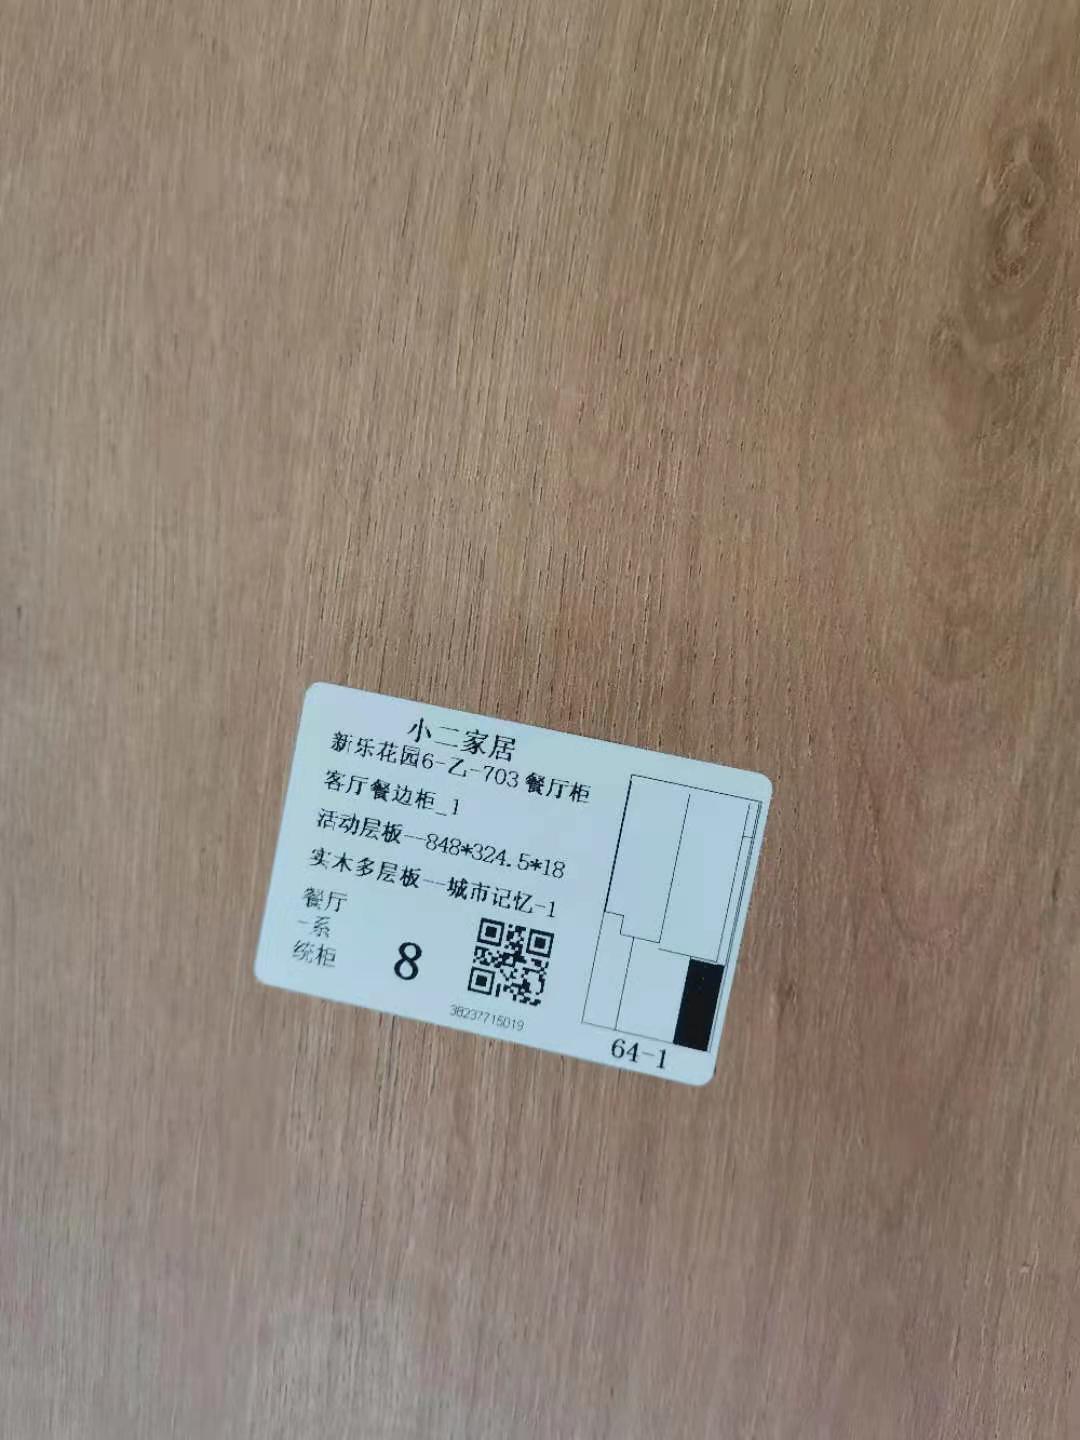 小二家居
新乐花园6-乙-703 餐厅柜
客厅餐边柜_1
活动层板--848*324.5*18
实木多层板--城市记忆-1
餐厅
-系
统柜
8
38237715019
64-1